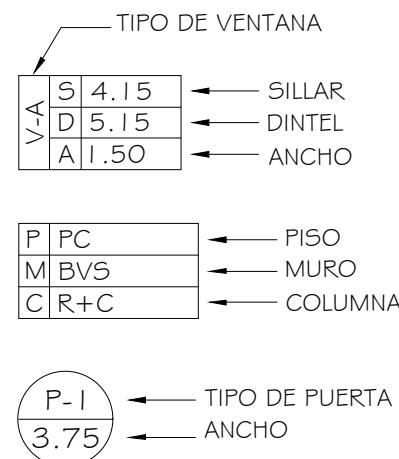 TIPO DE VENTANA
V-A
S 4.15 SILLAR
D 5.15 DINTEL
A 1.50 ANCHO
P PC PISO
M BVS MURO
C R+C COLUMNA
P-1 TIPO DE PUERTA
3.75 ANCHO